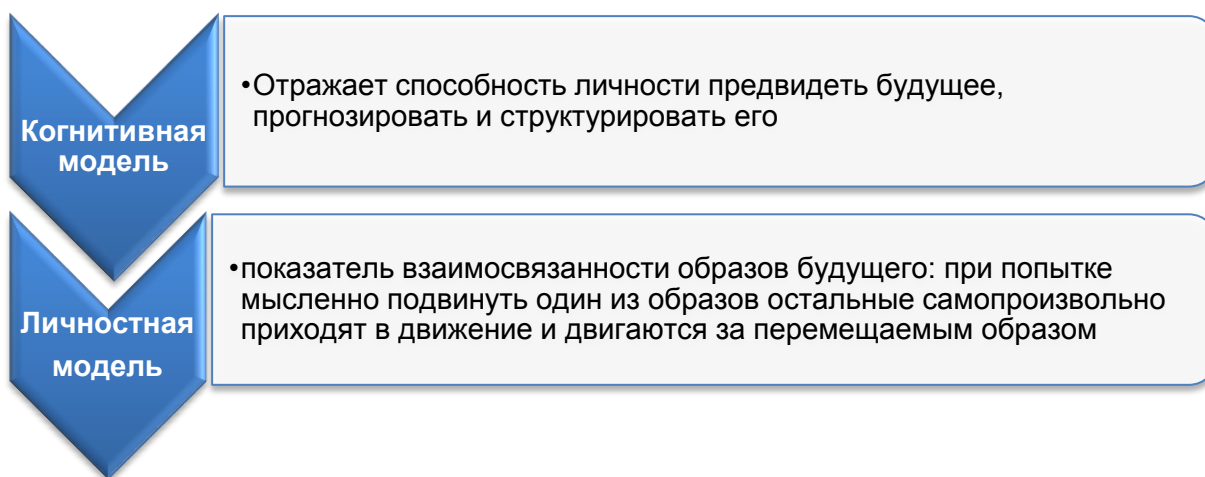 Когнитивная
модель
•Отражает способность личности предвидеть будущее,
прогнозировать и структурировать его
Личностная
модель
•показатель взаимосвязанности образов будущего: при попытке
мысленно подвинуть один из образов остальные самопроизвольно
приходят в движение и двигаются за перемещаемым образом